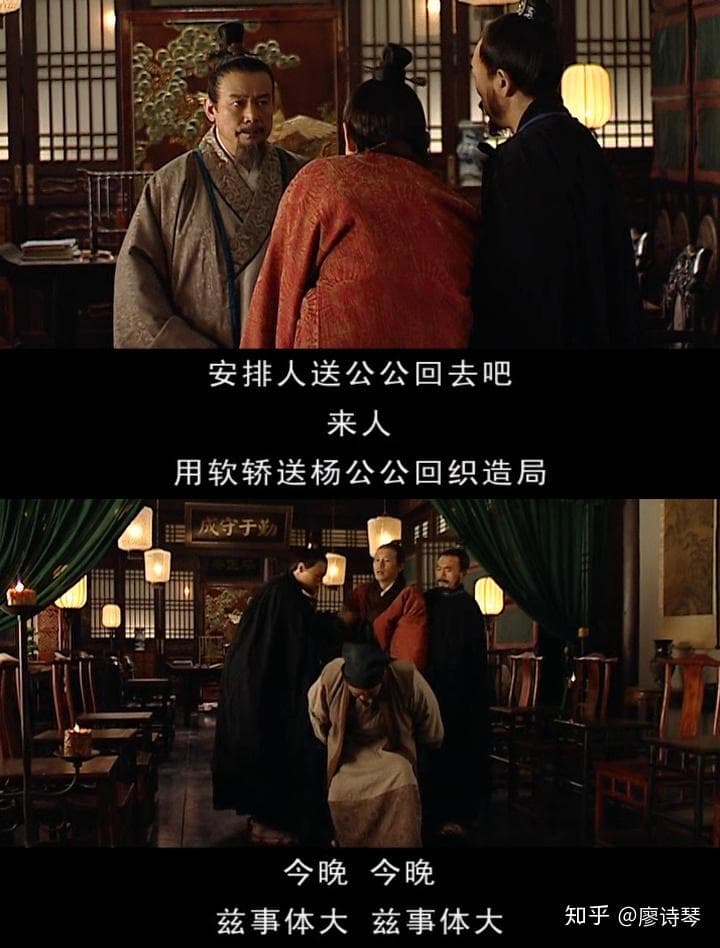 安排人送公公回去吧
来人
用软轿送杨公公回织造局
成守于勤
今晚 今晚
兹事体大 兹事体大
知乎 @廖诗琴